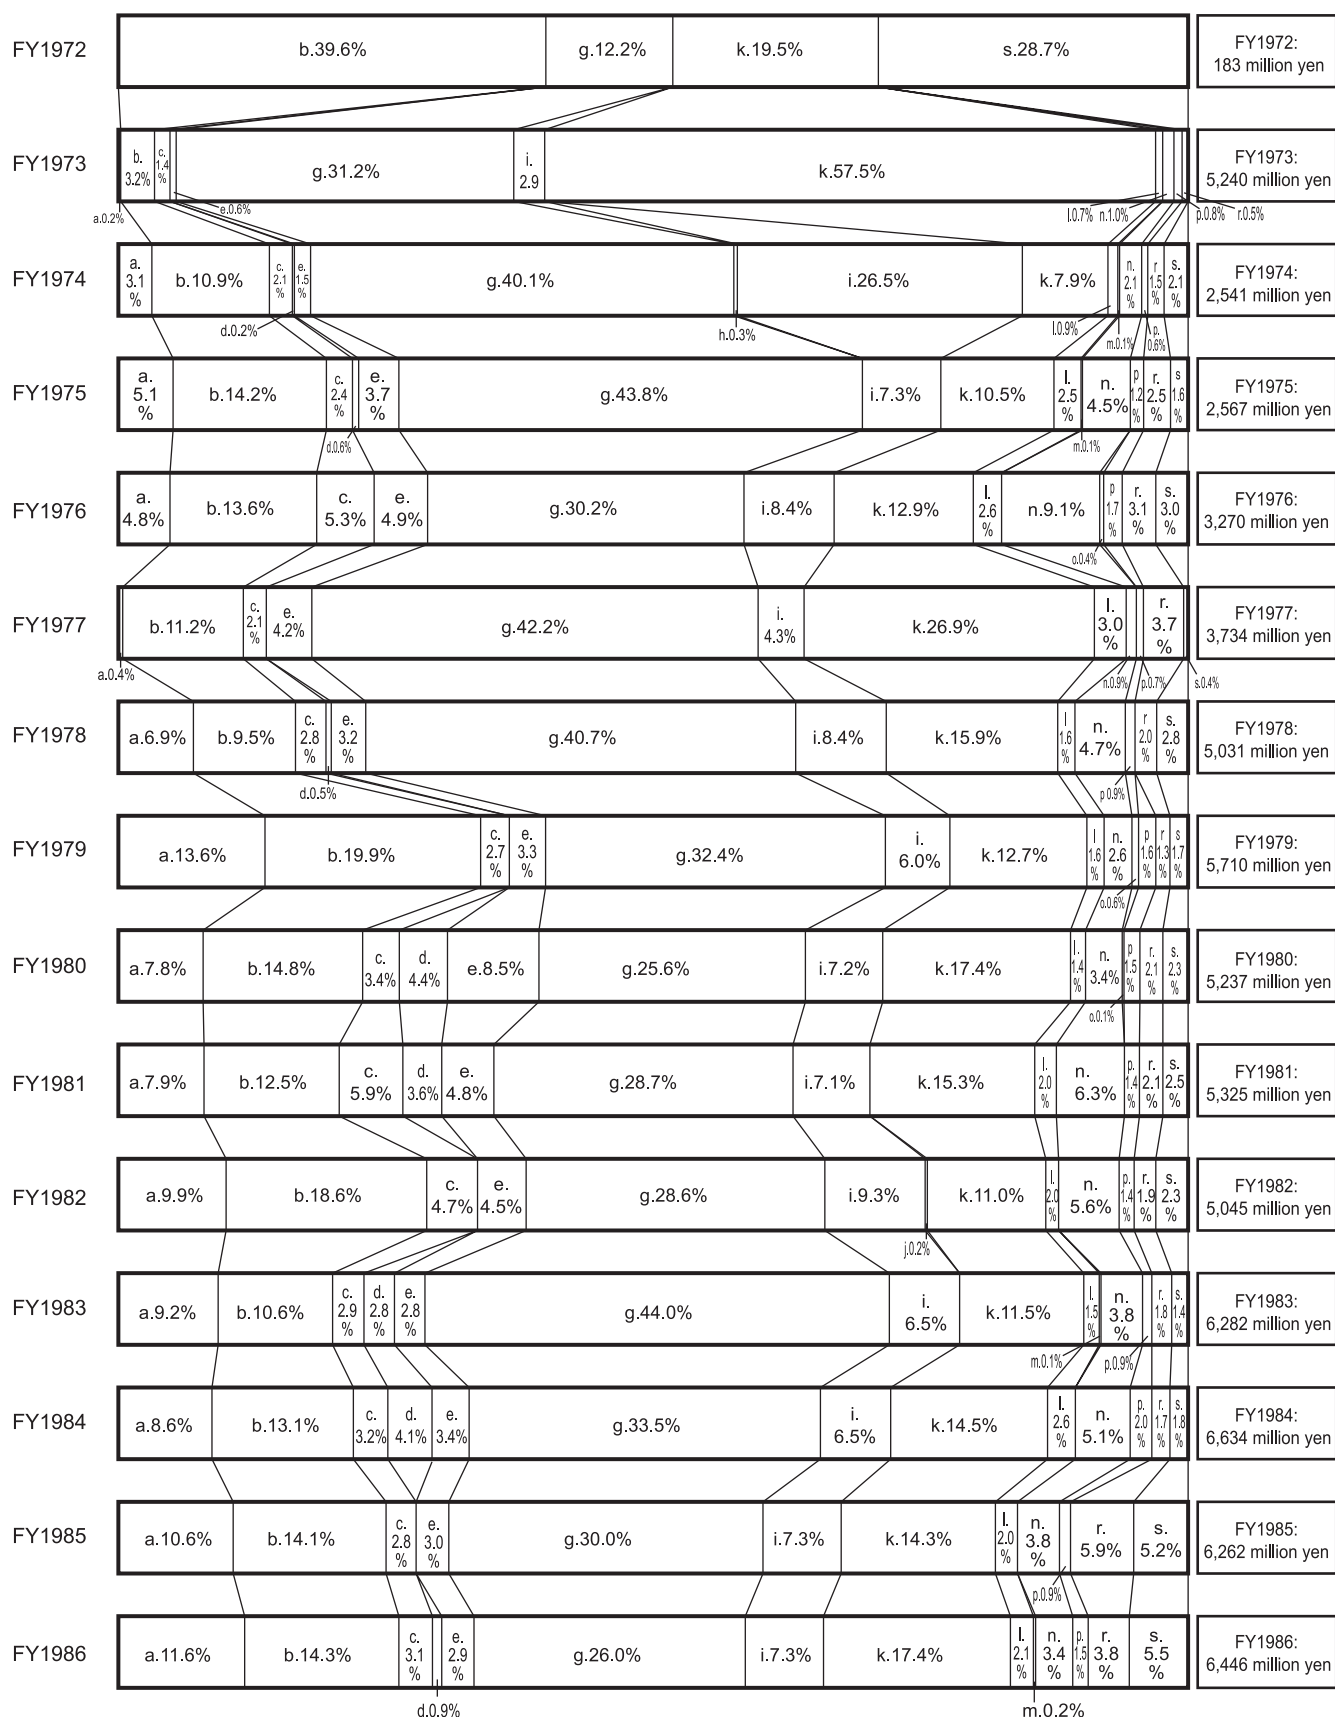 FY1972
b.39.6%
g.12.2%
k.19.5%
s.28.7%
FY1972:
183 million yen
FY1973
b.
3.2%
c.
1.4
%
g.31.2%
i.
2.9
k.57.5%
FY1973:
5,240 million yen
a.0.2%
e.0.6%
l.0.7%
n.1.0%
p.0.8%
r.0.5%
FY1974
a.
3.1
%
b.10.9%
c.
2.1
%
e.
1.5
%
g.40.1%
i.26.5%
k.7.9%
n.
2.1
%
r
1.5
%
s.
2.1
%
FY1974:
2,541 million yen
d.0.2%
h.0.3%
l.0.9%
m.0.1%
p.
0.6%
FY1975
a.
5.1
%
b.14.2%
c.
2.4
%
e.
3.7
%
g.43.8%
i.7.3%
k.10.5%
l.
2.5
%
n.
4.5%
p
1.2
%
r.
2.5
%
s
1.6
%
FY1975:
2,567 million yen
d.0.6%
m.0.1%
FY1976
a.
4.8%
b.13.6%
c.
5.3%
e.
4.9%
g.30.2%
i.8.4%
k.12.9%
l.
2.6
%
n.9.1%
p
1.7
%
r.
3.1
%
s.
3.0
%
FY1976:
3,270 million yen
o.0.4%
FY1977
b.11.2%
c.
2.1
%
e.
4.2%
g.42.2%
i.
4.3%
k.26.9%
l.
3.0
%
r.
3.7
%
FY1977:
3,734 million yen
a.0.4%
n.0.9%
p.0.7%
s.0.4%
FY1978
a.6.9%
b.9.5%
c.
2.8
%
e.
3.2
%
g.40.7%
i.8.4%
k.15.9%
l
1.6
%
n.
4.7%
r
2.0
%
s.
2.8
%
FY1978:
5,031 million yen
d.0.5%
p.0.9%
FY1979
a.13.6%
b.19.9%
c.
2.7
%
e.
3.3
%
g.32.4%
i.
6.0%
k.12.7%
l
1.6
%
n.
2.6
%
p
1.6
%
r
1.3
%
s
1.7
%
FY1979:
5,710 million yen
o.0.6%
FY1980
a.7.8%
b.14.8%
c.
3.4%
d.
4.4%
e.8.5%
g.25.6%
i.7.2%
k.17.4%
l.
1.4
%
n.
3.4%
p
1.5
%
r.
2.1
%
s.
2.3
%
FY1980:
5,237 million yen
o.0.1%
FY1981
a.7.9%
b.12.5%
c.
5.9%
d.
3.6%
e.
4.8%
g.28.7%
i.7.1%
k.15.3%
l.
2.0
%
n.
6.3%
p.
1.4
%
r.
2.1
%
s.
2.5
%
FY1981:
5,325 million yen
FY1982
a.9.9%
b.18.6%
c.
4.7%
e.
4.5%
g.28.6%
i.9.3%
k.11.0%
l.
2.0
%
n.
5.6%
p.
1.4
%
r.
1.9
%
s.
2.3
%
FY1982:
5,045 million yen
j.0.2%
FY1983
a.9.2%
b.10.6%
c.
2.9
%
d.
2.8
%
e.
2.8
%
g.44.0%
i.
6.5%
k.11.5%
l.
1.5
%
n.
3.8
%
r.
1.8
%
s.
1.4
%
FY1983:
6,282 million yen
m.0.1%
p.0.9%
FY1984
a.8.6%
b.13.1%
c.
3.2%
d.
4.1%
e.
3.4%
g.33.5%
i.
6.5%
k.14.5%
l.
2.6
%
n.
5.1%
p.
2.0
%
r.
1.7
%
s.
1.8
%
FY1984:
6,634 million yen
FY1985
a.10.6%
b.14.1%
c.
2.8
%
e.
3.0
%
g.30.0%
i.7.3%
k.14.3%
l.
2.0
%
n.
3.8
%
r.
5.9%
s.
5.2%
FY1985:
6,262 million yen
p.0.9%
FY1986
a.11.6%
b.14.3%
c.
3.1
%
e.
2.9
%
g.26.0%
i.7.3%
k.17.4%
l.
2.1
%
n.
3.4
%
p.
1.5
%
r.
3.8
%
s.
5.5
%
FY1986:
6,446 million yen
d.0.9%
m.0.2%